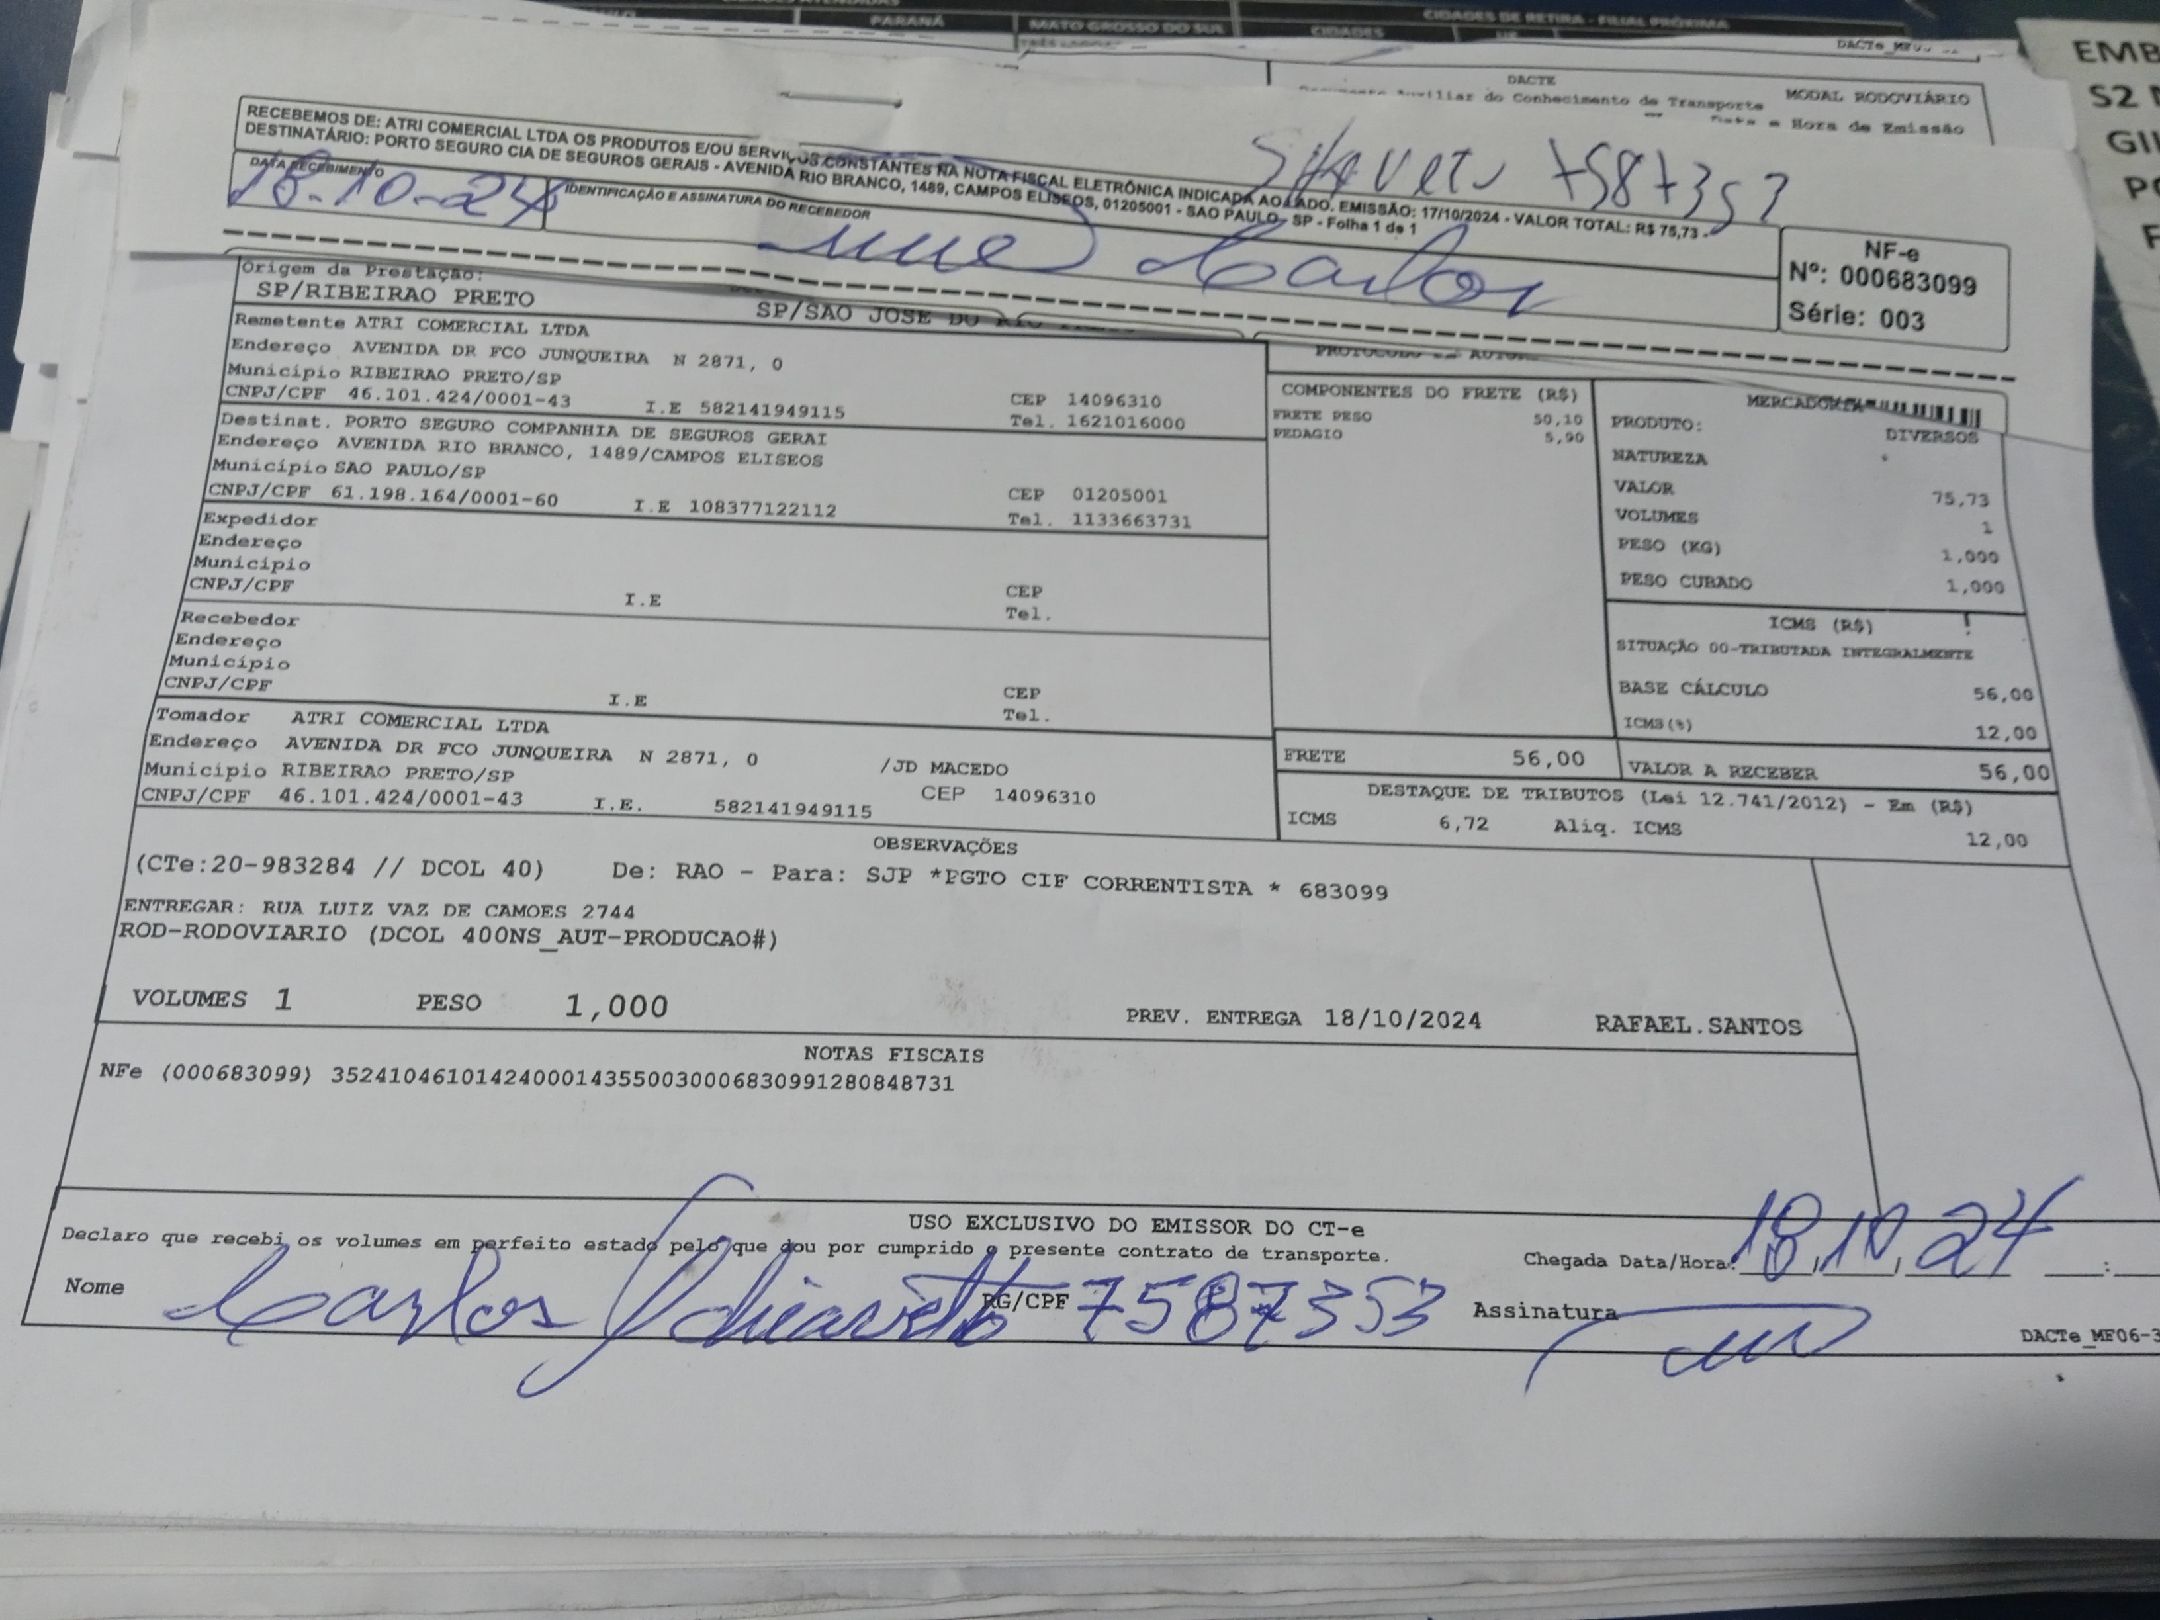 PARANÁ
MATO GROSSO DO SUL
CIDADES
CIDADES DE RETIRA - FILIAL PRÓXIMA
EMB
S2
GI
DACTE
MODAL RODOVIÁRIO
Auxiliar do Conhecimento de Transporte
e Hora de Emissão
RECEBEMOS DE: ATRI COMERCIAL LTDA OS PRODUTOS E/OU SERVIÇOS CONSTANTES NA NOTA FISCAL ELETRÔNICA INDICADA AO LADO. EMISSÃO: 17/10/2024 - VALOR TOTAL: R$ 75,73 -
DESTINATÁRIO: PORTO SEGURO CIA DE SEGUROS GERAIS - AVENIDA RIO BRANCO, 1489, CAMPOS ELISEOS, 01205001 - SAO PAULO - SP - Folha 1 de 1
7587353
DATA RECEBIMENTO
18-10-24
IDENTIFICAÇÃO E ASSINATURA DO RECEBEDOR
Carlos
NF-e
Nº: 000683099
Série: 003
Origem da Prestação:
SP/RIBEIRAO PRETO
SP/SAO JOSE DO RIO
Remetente ATRI COMERCIAL LTDA
Endereço AVENIDA DR FCO JUNQUEIRA N 2871, 0
Município RIBEIRAO PRETO/SP
CEP 14096310
CNPJ/CPF 46.101.424/0001-43 I.E 582141949115
Tel. 1621016000
Destinat. PORTO SEGURO COMPANHIA DE SEGUROS GERAI
Endereço AVENIDA RIO BRANCO, 1489/CAMPOS ELISEOS
Município SAO PAULO/SP
CEP 01205001
CNPJ/CPF 61.198.164/0001-60 I.E 108377122112
Tel. 1133663731
Expedidor
Endereço
Município
CEP
CNPJ/CPF I.E
Tel.
Recebedor
Endereço
Município
CEP
CNPJ/CPF I.E
Tel.
Tomador ATRI COMERCIAL LTDA
Endereço AVENIDA DR FCO JUNQUEIRA N 2871, 0 /JD MACEDO
Município RIBEIRAO PRETO/SP CEP 14096310
CNPJ/CPF 46.101.424/0001-43 I.E. 582141949115
COMPONENTES DO FRETE (R$)
FRETE PESO 50,10
PEDAGIO 5,90
MERCADORIA
PRODUTO: DIVERSOS
NATUREZA
VALOR 75,73
VOLUMES 1
PESO (KG) 1,000
PESO CUBADO 1,000
ICMS (R$)
SITUAÇÃO 00-TRIBUTADA INTEGRALMENTE
BASE CÁLCULO 56,00
ICMS(%) 12,00
FRETE 56,00
VALOR A RECEBER 56,00
DESTAQUE DE TRIBUTOS (Lei 12.741/2012) - Em (R$)
ICMS 6,72 Aliq. ICMS 12,00
OBSERVAÇÕES
(CTe:20-983284 // DCOL 40) De: RAO - Para: SJP *PGTO CIF CORRENTISTA * 683099
ENTREGAR: RUA LUIZ VAZ DE CAMOES 2744
ROD-RODOVIARIO (DCOL 400NS_AUT-PRODUCAO#)
VOLUMES 1 PESO 1,000 PREV. ENTREGA 18/10/2024 RAFAEL.SANTOS
NOTAS FISCAIS
NFe (000683099) 35241046101424000143550030006830991280848731
USO EXCLUSIVO DO EMISSOR DO CT-e
Declaro que recebi os volumes em perfeito estado pelo que dou por cumprido o presente contrato de transporte.
Chegada Data/Hora: 18,10,24 :
Nome Carlos Schiavetto RG/CPF 7587353 Assinatura
DACTe_MF06-3